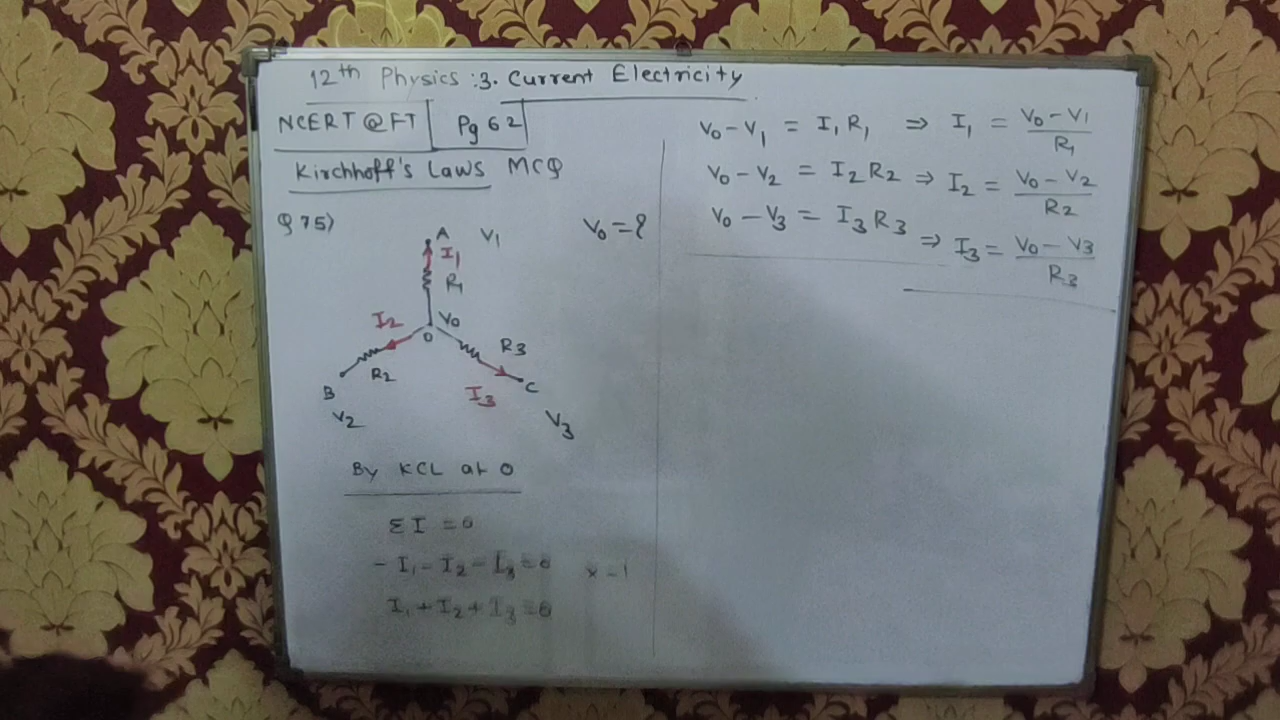 12th Physics :3. Current Electricity
NCERT @ FT Pg 62
Kirchhoff's Laws MCQ
Q 75)
V0 = ?
A V1
I1
R1
I2 V0
O
R3
R2
B
I3 C
V2
V3
By KCL at O
ΣI = 0
- I1 - I2 - I3 = 0 x -1
I1 + I2 + I3 = 0
V0 - V1 = I1 R1 ⇒ I1 = (V0 - V1)/R1
V0 - V2 = I2 R2 ⇒ I2 = (V0 - V2)/R2
V0 - V3 = I3 R3 ⇒ I3 = (V0 - V3)/R3